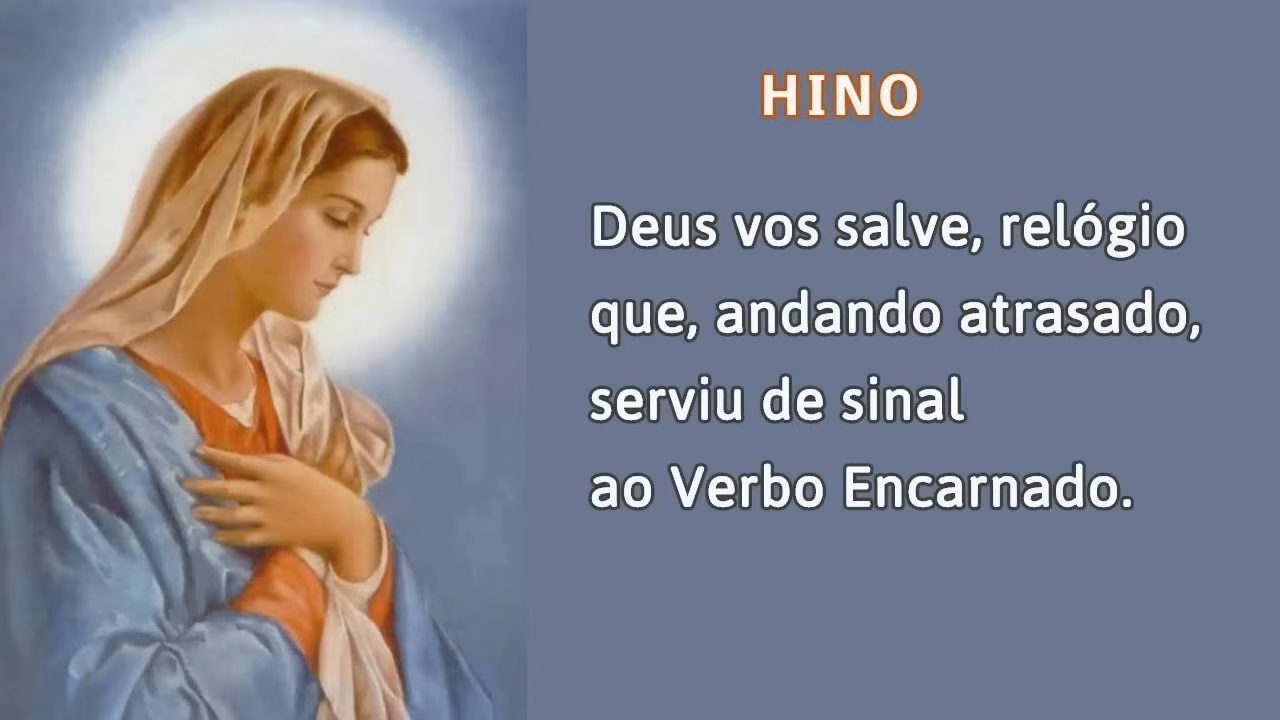 HINO
Deus vos salve, relógio
que, andando atrasado,
serviu de sinal
ao Verbo Encarnado.